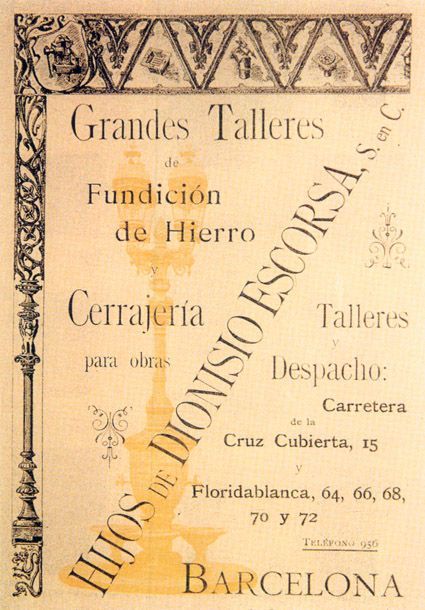 Grandes Talleres
de
Fundición
de Hierro
y
Cerrajería
para obras
HIJOS DE DIONISIO ESCORSA, S. en C.
Talleres
y
Despacho:
Carretera
de la
Cruz Cubierta, 15
y
Floridablanca, 64, 66, 68,
70 y 72
TELÉFONO 956
BARCELONA